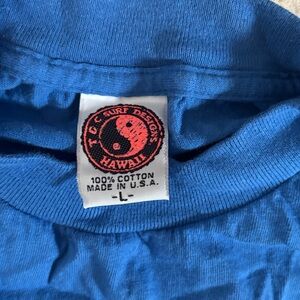 T&C SURF DESIGNS
HAWAII
100% COTTON
MADE IN U.S.A.
-L-